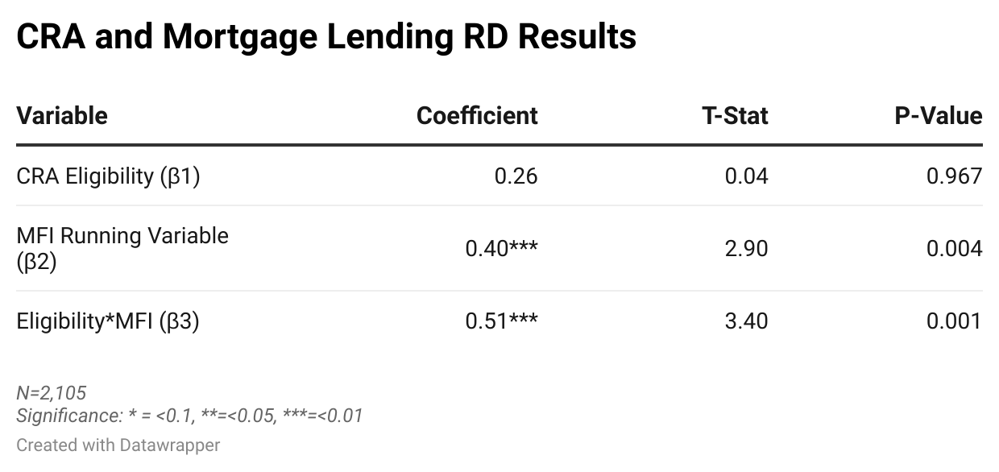 CRA and Mortgage Lending RD Results
Variable Coefficient T-Stat P-Value
CRA Eligibility (β1) 0.26 0.04 0.967
MFI Running Variable
(β2) 0.40*** 2.90 0.004
Eligibility*MFI (β3) 0.51*** 3.40 0.001
N=2,105
Significance: * = <0.1, **=<0.05, ***=<0.01
Created with Datawrapper